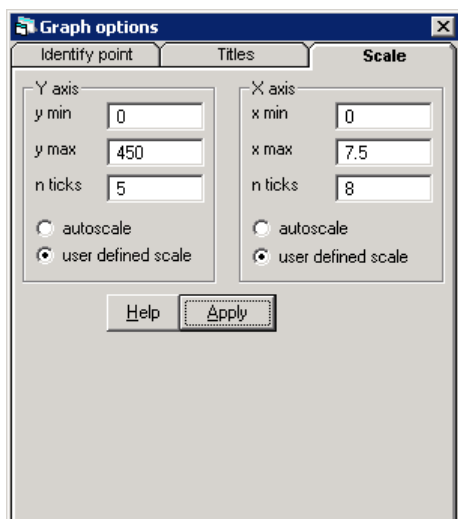 Graph options
Identify point Titles Scale
Y axis X axis
y min 0 x min 0
y max 450 x max 7.5
n ticks 5 n ticks 8
autoscale autoscale
user defined scale user defined scale
Help Apply